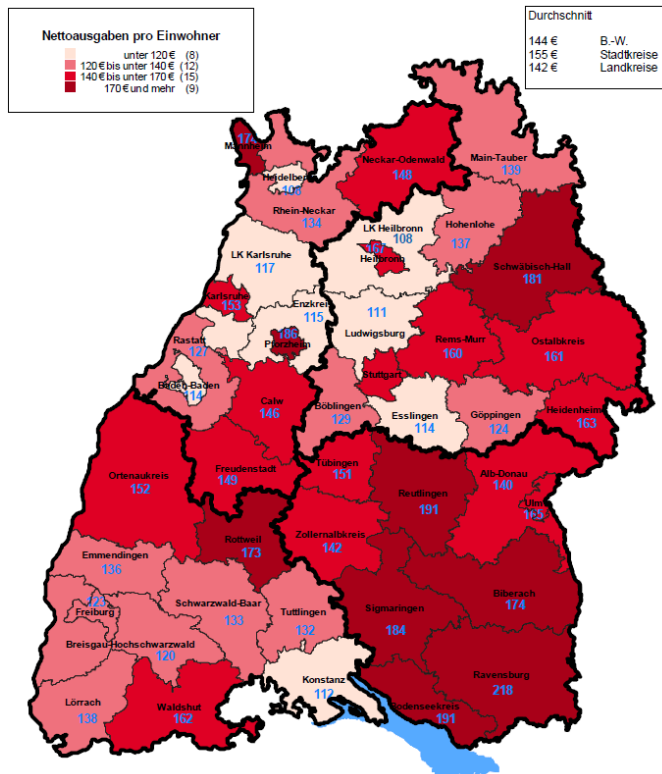 Nettoausgaben pro Einwohner
unter 120 € (8)
120 € bis unter 140 € (12)
140 € bis unter 170 € (15)
170 € und mehr (9)
Durchschnitt
144 € B.-W.
155 € Stadtkreise
142 € Landkreise
Mannheim
Heidelberg
108
Rhein-Neckar
134
Neckar-Odenwald
148
Main-Tauber
139
LK Heilbronn
108
Heilbronn
Hohenlohe
137
Schwäbisch-Hall
181
LK Karlsruhe
117
Karlsruhe
153
Enzkreis
115
Pforzheim
186
111
Ludwigsburg
Rems-Murr
160
Ostalbkreis
161
Rastatt
127
Baden-Baden
114
Stuttgart
Calw
146
Böblingen
129
Esslingen
114
Göppingen
124
Heidenheim
163
Freudenstadt
149
Tübingen
151
Reutlingen
191
Alb-Donau
140
Ulm
165
Ortenaukreis
152
Rottweil
173
Zollernalbkreis
142
Emmendingen
136
123
Freiburg
Schwarzwald-Baar
133
Tuttlingen
132
Sigmaringen
184
Biberach
174
Breisgau-Hochschwarzwald
120
Konstanz
112
Ravensburg
218
Bodenseekreis
191
Lörrach
138
Waldshut
162